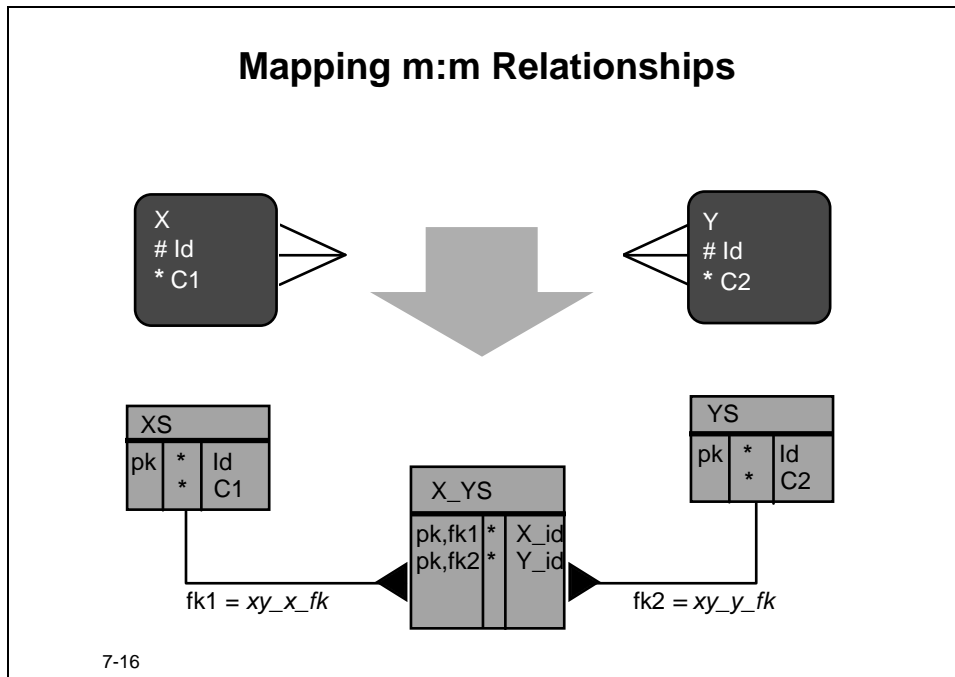 Mapping m:m Relationships
X
# Id
* C1
Y
# Id
* C2
XS
pk * Id
* C1
YS
pk * Id
* C2
X_YS
pk,fk1 * X_id
pk,fk2 * Y_id
fk1 = xy_x_fk
fk2 = xy_y_fk
7-16